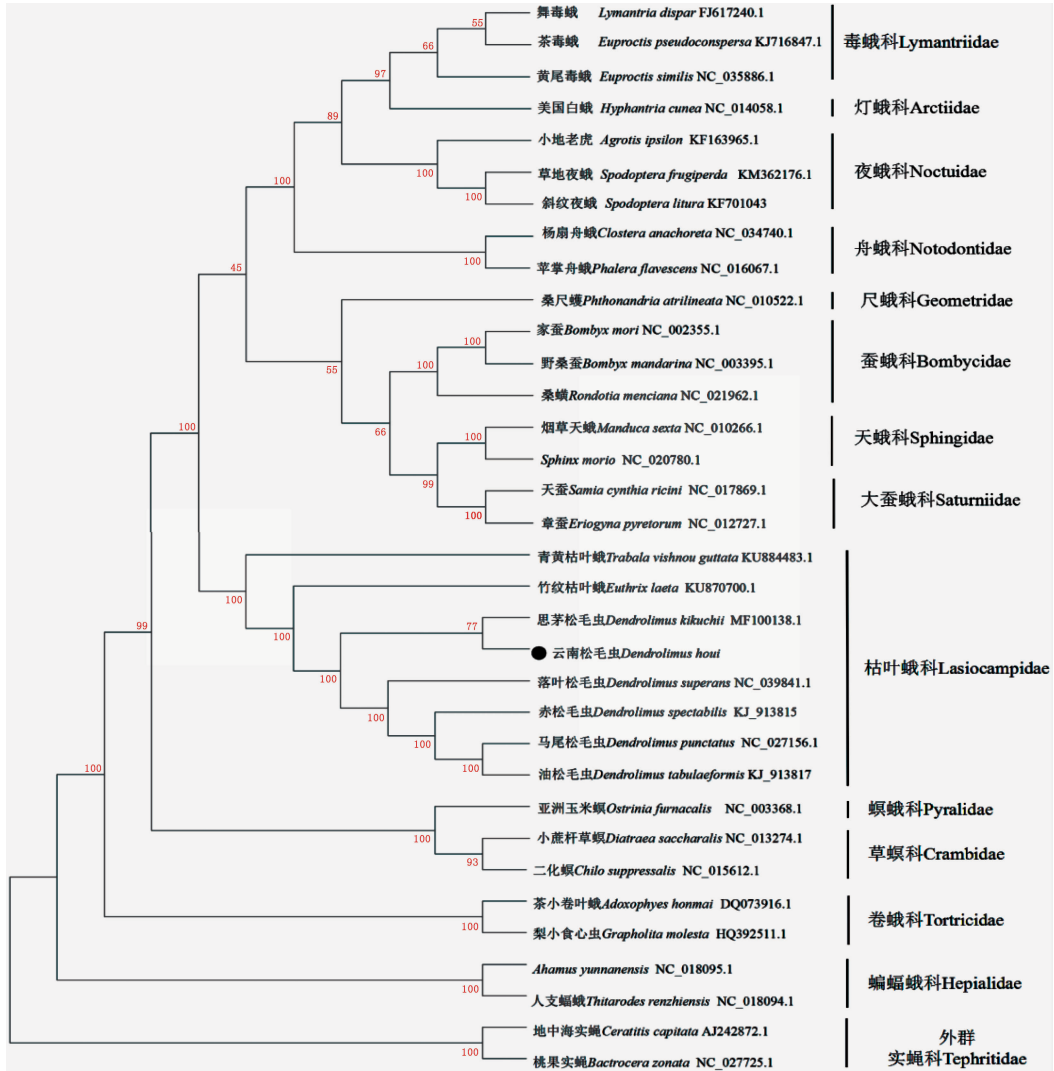 55
舞毒蛾 Lymantria dispar FJ617240.1
66
茶毒蛾 Euproctis pseudoconspersa KJ716847.1
毒蛾科Lymantriidae
97
黄尾毒蛾 Euproctis similis NC_035886.1
89
美国白蛾 Hyphantria cunea NC_014058.1
灯蛾科Arctiidae
小地老虎 Agrotis ipsilon KF163965.1
100
草地夜蛾 Spodoptera frugiperda KM362176.1
夜蛾科Noctuidae
100
100
斜纹夜蛾 Spodoptera litura KF701043
杨扇舟蛾Clostera anachoreta NC_034740.1
舟蛾科Notodontidae
100
45
苹掌舟蛾Phalera flavescens NC_016067.1
桑尺蠖Phthonandria atrilineata NC_010522.1
尺蛾科Geometridae
家蚕Bombyx mori NC_002355.1
100
55
100
野桑蚕Bombyx mandarina NC_003395.1
蚕蛾科Bombycidae
桑蟥Rondotia menciana NC_021962.1
100
66
烟草天蛾Manduca sexta NC_010266.1
100
天蛾科Sphingidae
Sphinx morio NC_020780.1
99
天蚕Samia cynthia ricini NC_017869.1
大蚕蛾科Saturniidae
100
章蚕Eriogyna pyretorum NC_012727.1
青黄枯叶蛾Trabala vishnou guttata KU884483.1
100
竹纹枯叶蛾Euthrix laeta KU870700.1
99
100
77
思茅松毛虫Dendrolimus kikuchii MF100138.1
云南松毛虫Dendrolimus houi
枯叶蛾科Lasiocampidae
100
落叶松毛虫Dendrolimus superans NC_039841.1
100
赤松毛虫Dendrolimus spectabilis KJ_913815
100
马尾松毛虫Dendrolimus punctatus NC_027156.1
100
100
油松毛虫Dendrolimus tabulaeformis KJ_913817
亚洲玉米螟Ostrinia furnacalis NC_003368.1
螟蛾科Pyralidae
100
小蔗杆草螟Diatraea saccharalis NC_013274.1
草螟科Crambidae
93
二化螟Chilo suppressalis NC_015612.1
茶小卷叶蛾Adoxophyes honmai DQ073916.1
卷蛾科Tortricidae
100
梨小食心虫Grapholita molesta HQ392511.1
Ahamus yunnanensis NC_018095.1
蝙蝠蛾科Hepialidae
100
人支蝠蛾Thitarodes renzhiensis NC_018094.1
地中海实蝇Ceratitis capitata AJ242872.1
外群
100
桃果实蝇Bactrocera zonata NC_027725.1
实蝇科Tephritidae